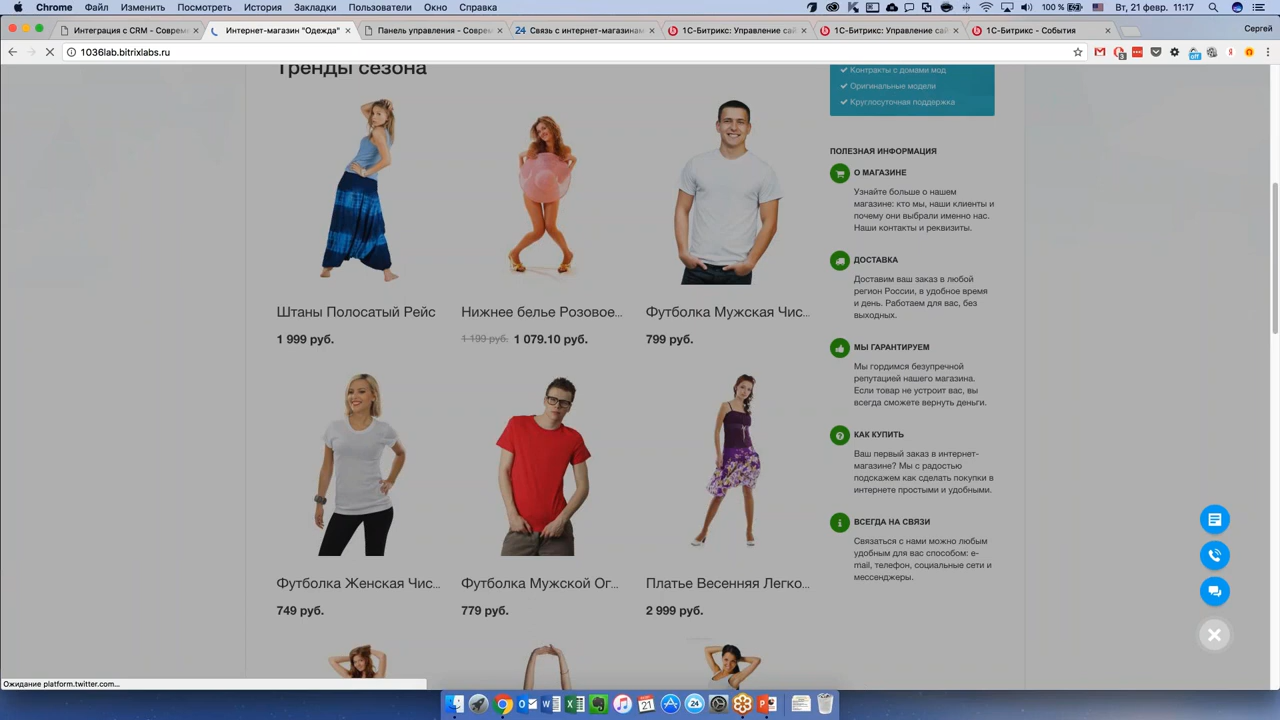 Chrome Файл Изменить Посмотреть История Закладки Пользователи Окно Справка 100 % Вт, 21 февр. 11:17
Интеграция с CRM - Соврем
Интернет-магазин "Одежда"
Панель управления - Соврем
24 Связь с интернет-магазинам
1С-Битрикс: Управление сай
1С-Битрикс: Управление сай
1С-Битрикс - События
Сергей
1036lab.bitrixlabs.ru
Тренды сезона
Штаны Полосатый Рейс
1 999 руб.
Нижнее белье Розовое...
1 199 руб. 1 079.10 руб.
Футболка Мужская Чис...
799 руб.
Футболка Женская Чис...
749 руб.
Футболка Мужской Ог...
779 руб.
Платье Весенняя Легко...
2 999 руб.
Контракты с домами мод
Оригинальные модели
Круглосуточная поддержка
ПОЛЕЗНАЯ ИНФОРМАЦИЯ
О МАГАЗИНЕ
Узнайте больше о нашем
магазине: кто мы, наши клиенты и
почему они выбрали именно нас.
Наши контакты и реквизиты.
ДОСТАВКА
Доставим ваш заказ в любой
регион России, в удобное время
и день. Работаем для вас, без
выходных.
МЫ ГАРАНТИРУЕМ
Мы гордимся безупречной
репутацией нашего магазина.
Если товар не устроит вас, вы
всегда сможете вернуть деньги.
КАК КУПИТЬ
Ваш первый заказ в интернет-
магазине? Мы с радостью
подскажем как сделать покупки в
интернете простыми и удобными.
ВСЕГДА НА СВЯЗИ
Связаться с нами можно любым
удобным для вас способом: e-
mail, телефон, социальные сети и
мессенджеры.
Ожидание platform.twitter.com...